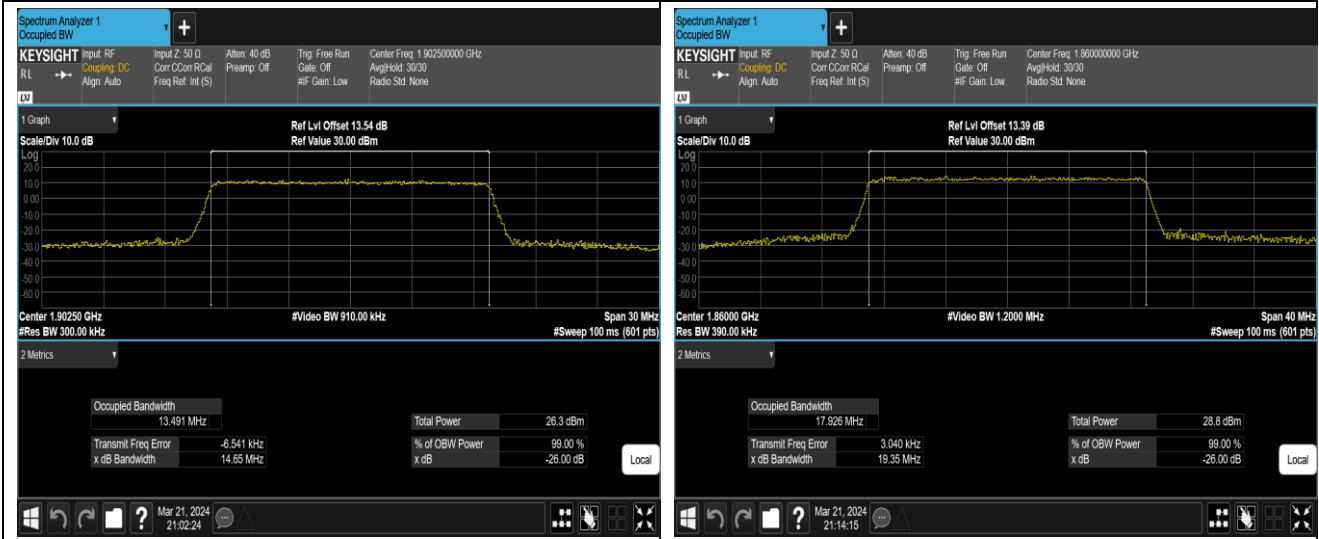 Spectrum Analyzer 1
Occupied BW
+
KEYSIGHT Input: RF Input Z: 50 Ω Atten: 40 dB Trig: Free Run Center Freq: 1.902500000 GHz
RL Coupling: DC Corr CCorr RCal Preamp: Off Gate: Off Avg|Hold: 30/30
Align: Auto Freq Ref: Int (S) #IF Gain: Low Radio Std: None
LXI
1 Graph
Ref Lvl Offset 13.54 dB
Scale/Div 10.0 dB Ref Value 30.00 dBm
Log
20.0
10.0
0.00
-10.0
-20.0
-30.0
-40.0
-50.0
-60.0
Center 1.90250 GHz #Video BW 910.00 kHz Span 30 MHz
#Res BW 300.00 kHz #Sweep 100 ms (601 pts)
2 Metrics
Occupied Bandwidth
13.491 MHz Total Power 26.3 dBm
Transmit Freq Error -6.541 kHz % of OBW Power 99.00 %
x dB Bandwidth 14.65 MHz x dB -26.00 dB
Local
?
Mar 21, 2024
21:02:24
Spectrum Analyzer 1
Occupied BW
+
KEYSIGHT Input: RF Input Z: 50 Ω Atten: 40 dB Trig: Free Run Center Freq: 1.860000000 GHz
RL Coupling: DC Corr CCorr RCal Preamp: Off Gate: Off Avg|Hold: 30/30
Align: Auto Freq Ref: Int (S) #IF Gain: Low Radio Std: None
LXI
1 Graph
Ref Lvl Offset 13.39 dB
Scale/Div 10.0 dB Ref Value 30.00 dBm
Log
20.0
10.0
0.00
-10.0
-20.0
-30.0
-40.0
-50.0
-60.0
Center 1.86000 GHz #Video BW 1.2000 MHz Span 40 MHz
Res BW 390.00 kHz #Sweep 100 ms (601 pts)
2 Metrics
Occupied Bandwidth
17.926 MHz Total Power 28.8 dBm
Transmit Freq Error 3.040 kHz % of OBW Power 99.00 %
x dB Bandwidth 19.35 MHz x dB -26.00 dB
Local
?
Mar 21, 2024
21:14:15